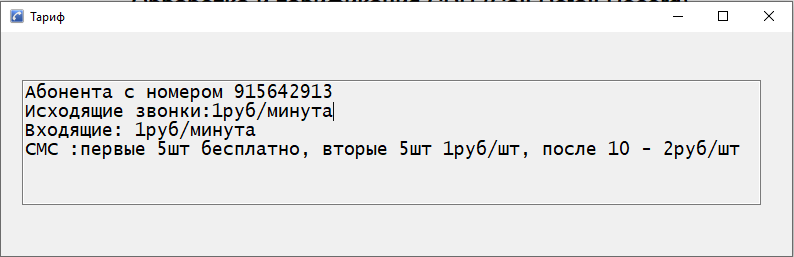 Тариф
Абонента с номером 915642913
Исходящие звонки:1руб/минута
Входящие: 1руб/минута
СМС :первые 5шт бесплатно, вторые 5шт 1руб/шт, после 10 - 2руб/шт